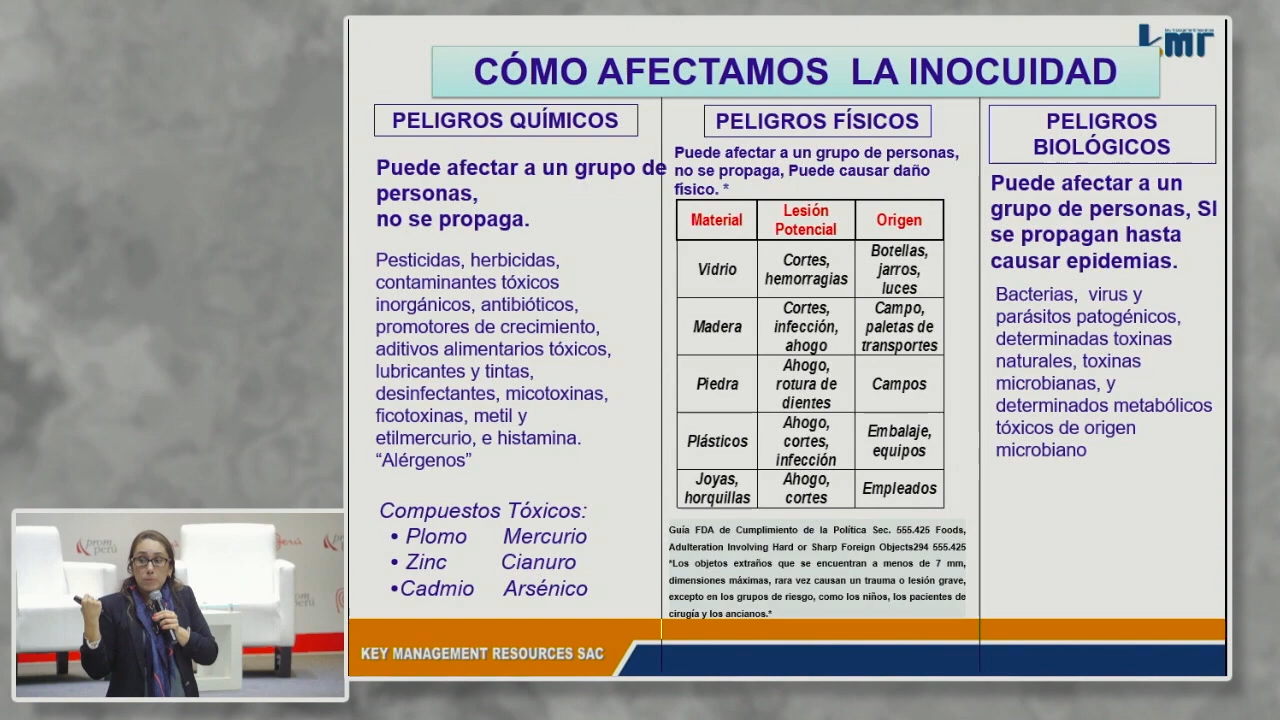 kmr
CÓMO AFECTAMOS LA INOCUIDAD
PELIGROS QUÍMICOS
Puede afectar a un grupo de
personas,
no se propaga.
Pesticidas, herbicidas,
contaminantes tóxicos
inorgánicos, antibióticos,
promotores de crecimiento,
aditivos alimentarios tóxicos,
lubricantes y tintas,
desinfectantes, micotoxinas,
ficotoxinas, metil y
etilmercurio, e histamina.
“Alérgenos”
Compuestos Tóxicos:
• Plomo Mercurio
• Zinc Cianuro
•Cadmio Arsénico
PELIGROS FÍSICOS
Puede afectar a un grupo de personas,
no se propaga, Puede causar daño
físico. *
Material Lesión Potencial Origen
Vidrio Cortes, hemorragias Botellas, jarros, luces
Madera Cortes, infección, ahogo Campo, paletas de transportes
Piedra Ahogo, rotura de dientes Campos
Plásticos Ahogo, cortes, infección Embalaje, equipos
Joyas, horquillas Ahogo, cortes Empleados
Guía FDA de Cumplimiento de la Política Sec. 555.425 Foods,
Adulteration Involving Hard or Sharp Foreign Objects294 555.425
*Los objetos extraños que se encuentran a menos de 7 mm,
dimensiones máximas, rara vez causan un trauma o lesión grave,
excepto en los grupos de riesgo, como los niños, los pacientes de
cirugía y los ancianos.*
PELIGROS
BIOLÓGICOS
Puede afectar a un
grupo de personas, SI
se propagan hasta
causar epidemias.
Bacterias, virus y
parásitos patogénicos,
determinadas toxinas
naturales, toxinas
microbianas, y
determinados metabólicos
tóxicos de origen
microbiano
KEY MANAGEMENT RESOURCES SAC
prom
perú